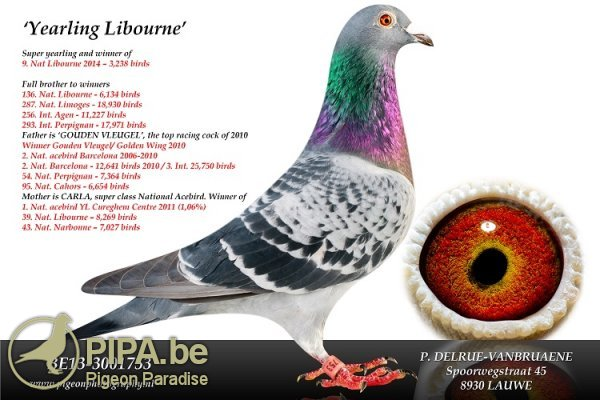 'Yearling Libourne'
Super yearling and winner of
9. Nat Libourne 2014 – 3,238 birds
Full brother to winners
136. Nat. Libourne - 6,134 birds
287. Nat. Limoges - 18,930 birds
256. Int. Agen - 11,227 birds
293. Int. Perpignan - 17,971 birds
Father is 'GOUDEN VLEUGEL', the top racing cock of 2010
Winner Gouden Vleugel/ Golden Wing 2010
2. Nat. acebird Barcelona 2006-2010
2. Nat. Barcelona - 12,641 birds 2010 / 3. Int. 25,750 birds
54. Nat. Perpignan - 7,364 birds
95. Nat. Cahors - 6,654 birds
Mother is CARLA, super class National Acebird. Winner of
1. Nat. acebird Yl. Cureghem Centre 2011 (1,06%)
39. Nat. Libourne – 8,269 birds
43. Nat. Narbonne – 7,027 birds
PIPA.be
Pigeon Paradise
BE13-3001753
P. DELRUE-VANBRUAENE
Spoorwegstraat 45
8930 LAUWE